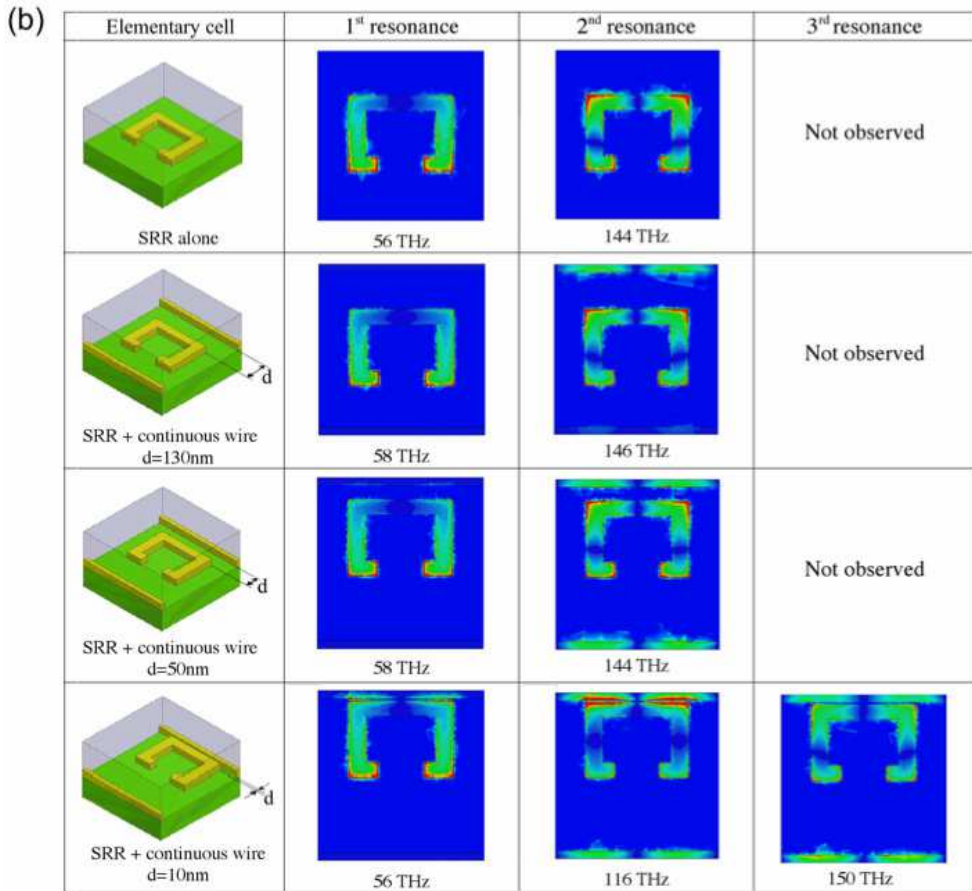 (b)
Elementary cell 1st resonance 2nd resonance 3rd resonance
SRR alone 56 THz 144 THz Not observed
d
SRR + continuous wire
d=130nm 58 THz 146 THz Not observed
d
SRR + continuous wire
d=50nm 58 THz 144 THz Not observed
d
SRR + continuous wire
d=10nm 56 THz 116 THz 150 THz